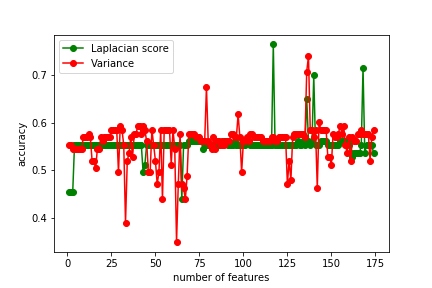 Laplacian score
Variance
accuracy
0.7
0.6
0.5
0.4
0 25 50 75 100 125 150 175
number of features